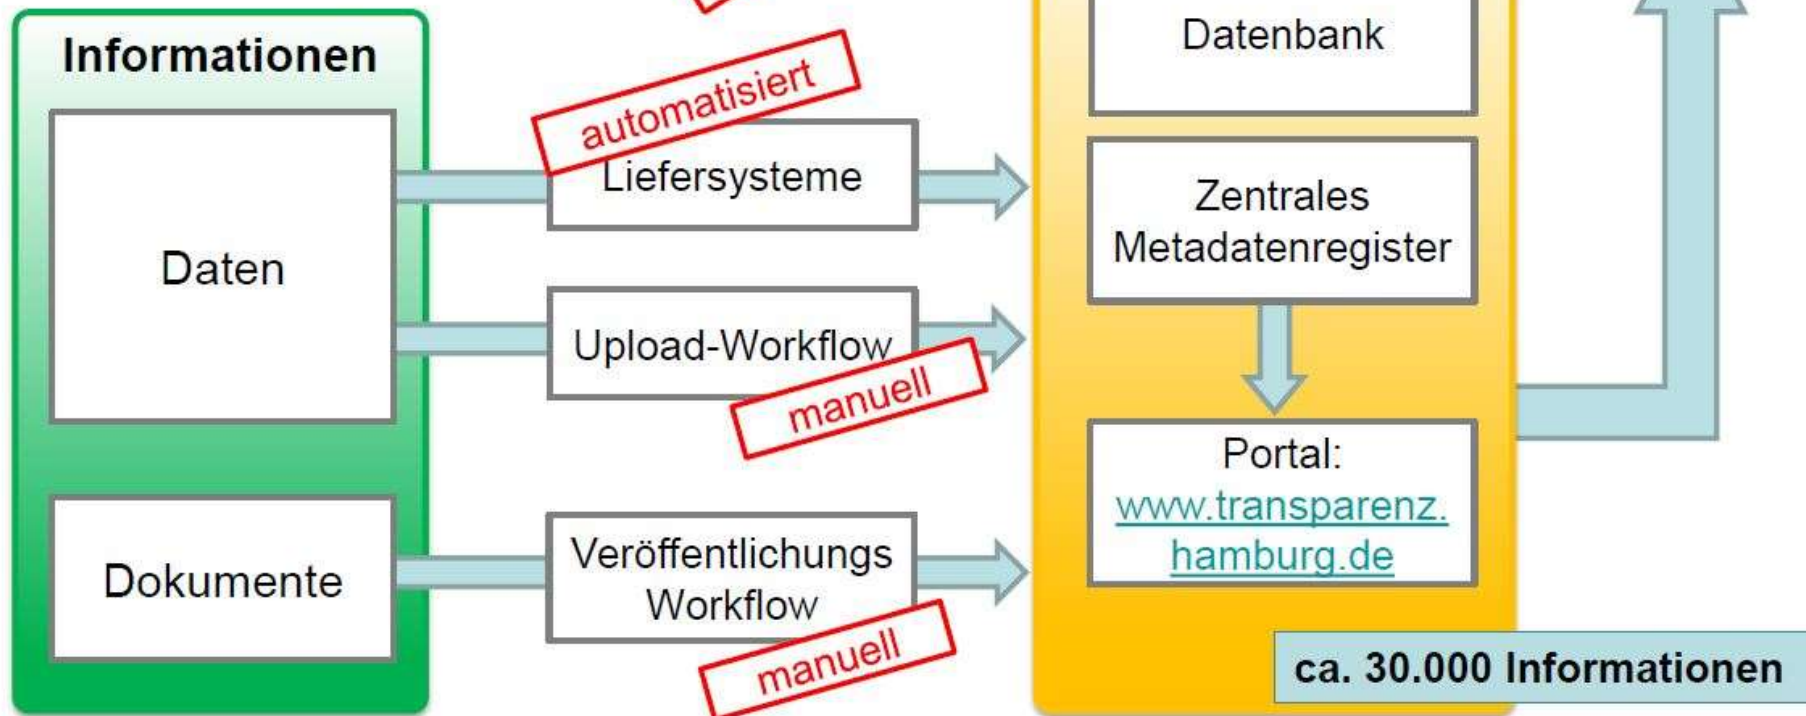 Informationen
Daten
Dokumente
automatisiert
Liefersysteme
Upload-Workflow
manuell
Veröffentlichungs
Workflow
manuell
Datenbank
Zentrales
Metadatenregister
Portal:
www.transparenz.
hamburg.de
ca. 30.000 Informationen